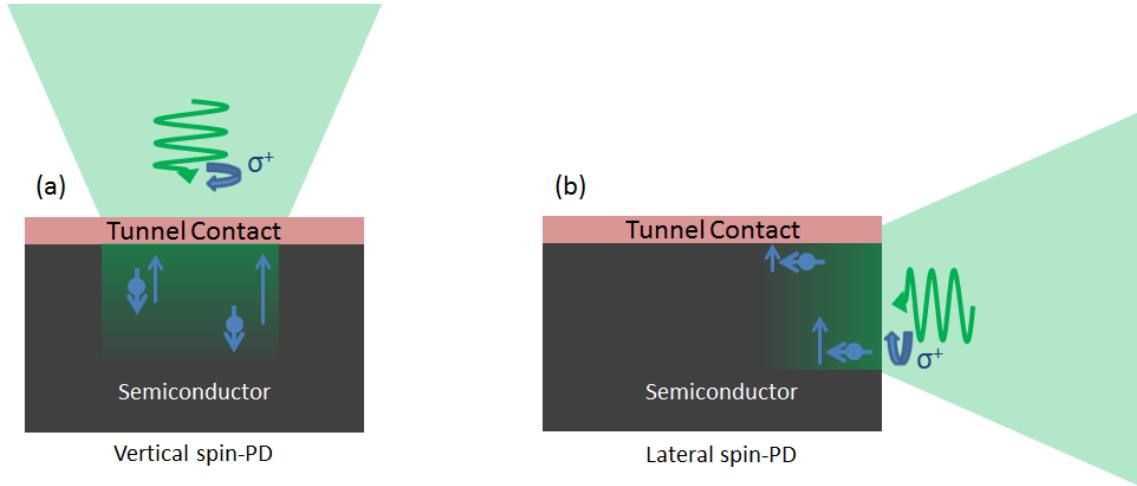 (a)
σ⁺
Tunnel Contact
Semiconductor
Vertical spin-PD
(b)
Tunnel Contact
σ⁺
Semiconductor
Lateral spin-PD